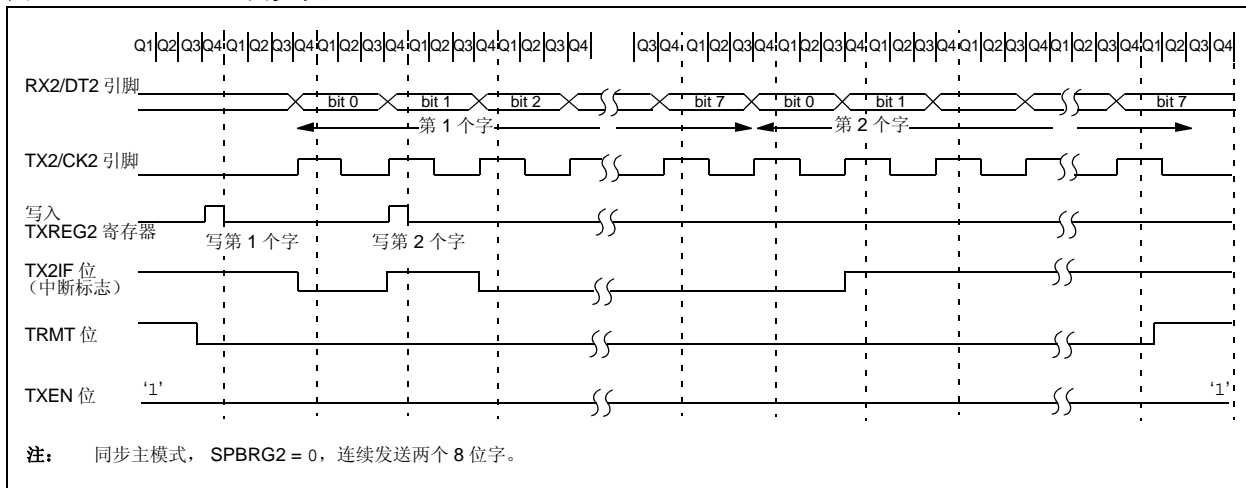 Q1 Q2 Q3 Q4 Q1 Q2 Q3 Q4 Q1 Q2 Q3 Q4 Q1 Q2 Q3 Q4 Q1 Q2 Q3 Q4 Q3 Q4 Q1 Q2 Q3 Q4 Q1 Q2 Q3 Q4 Q1 Q2 Q3 Q4 Q1 Q2 Q3 Q4 Q1 Q2 Q3 Q4 Q1 Q2 Q3 Q4
RX2/DT2 引脚
bit 0 bit 1 bit 2 bit 7 bit 0 bit 1 bit 7
第 1 个字 第 2 个字
TX2/CK2 引脚
写入
TXREG2 寄存器
写第 1 个字 写第 2 个字
TX2IF 位
（中断标志）
TRMT 位
TXEN 位 ‘1’ ‘1’
注： 同步主模式， SPBRG2 = 0，连续发送两个 8 位字。